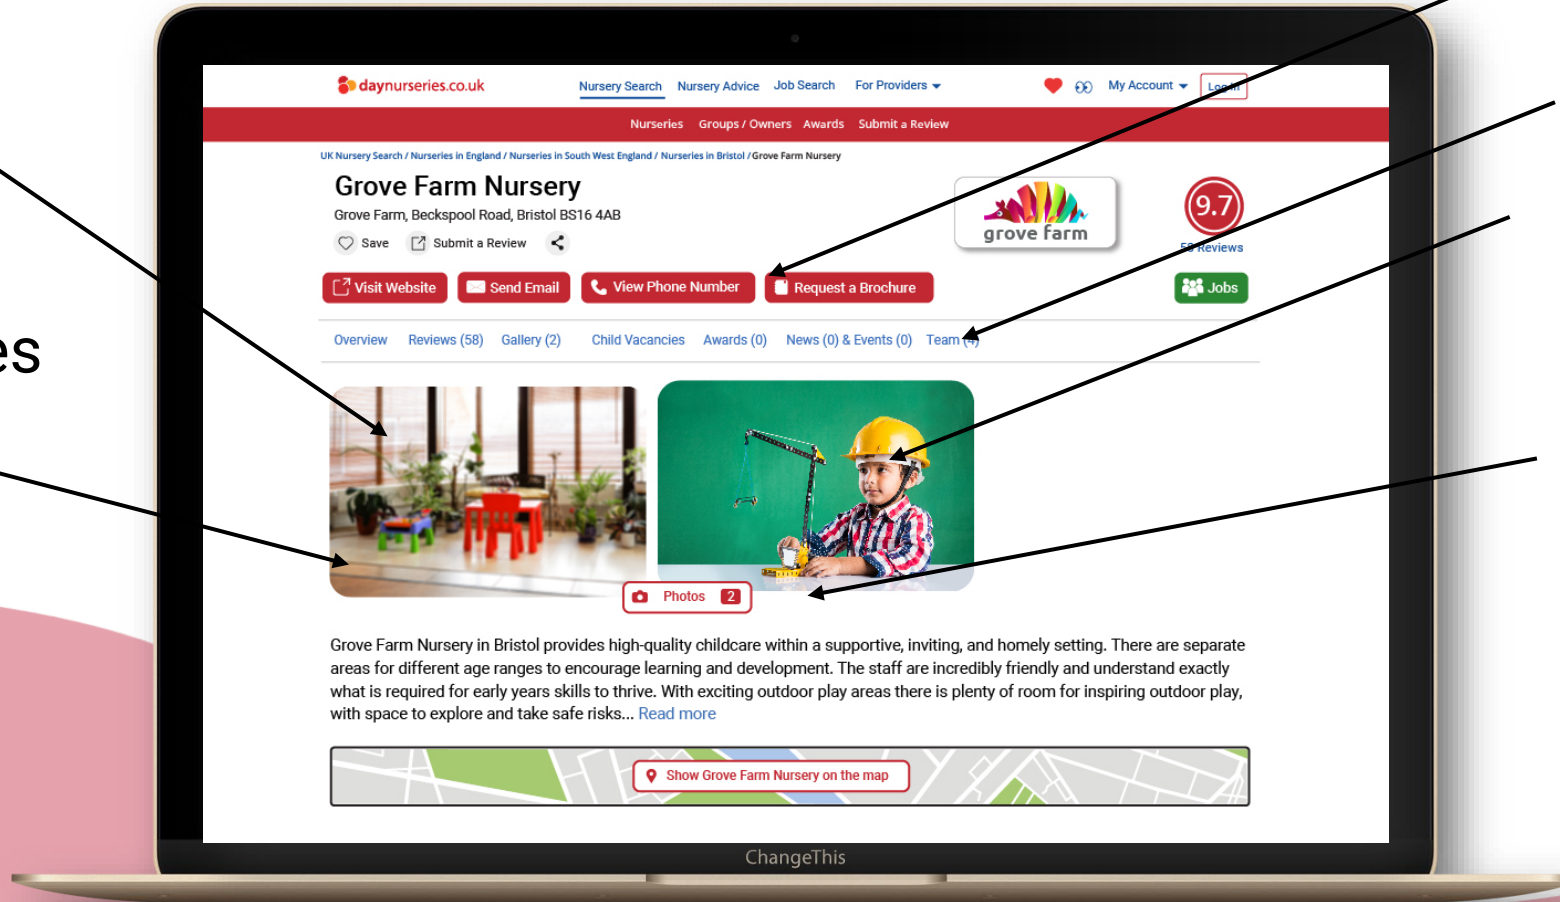 daynurseries.co.uk
Nursery Search Nursery Advice Job Search For Providers My Account Log In
Nurseries Groups / Owners Awards Submit a Review
UK Nursery Search / Nurseries in England / Nurseries in South West England / Nurseries in Bristol / Grove Farm Nursery
Grove Farm Nursery
Grove Farm, Beckspool Road, Bristol BS16 4AB
Save Submit a Review
grove farm
9.7
58 Reviews
Visit Website Send Email View Phone Number Request a Brochure Jobs
es
Overview Reviews (58) Gallery (2) Child Vacancies Awards (0) News (0) & Events (0) Team (4)
Photos 2
Grove Farm Nursery in Bristol provides high-quality childcare within a supportive, inviting, and homely setting. There are separate
areas for different age ranges to encourage learning and development. The staff are incredibly friendly and understand exactly
what is required for early years skills to thrive. With exciting outdoor play areas there is plenty of room for inspiring outdoor play,
with space to explore and take safe risks... Read more
Show Grove Farm Nursery on the map
ChangeThis